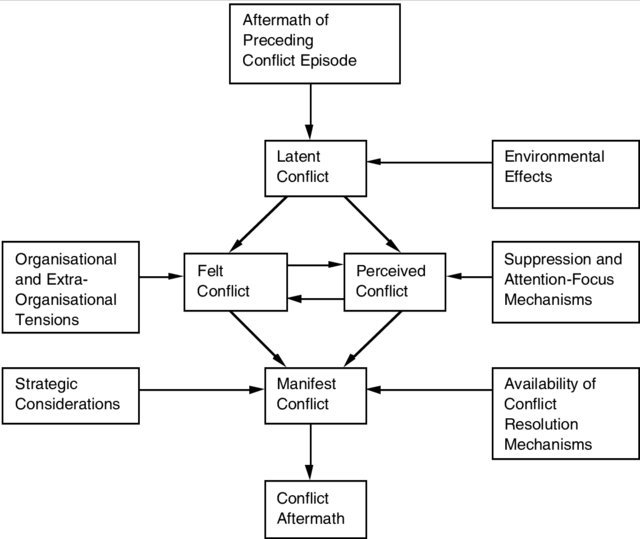 Aftermath of
Preceding
Conflict Episode
Latent
Conflict
Environmental
Effects
Organisational
and Extra-
Organisational
Tensions
Felt
Conflict
Perceived
Conflict
Suppression and
Attention-Focus
Mechanisms
Strategic
Considerations
Manifest
Conflict
Availability of
Conflict
Resolution
Mechanisms
Conflict
Aftermath